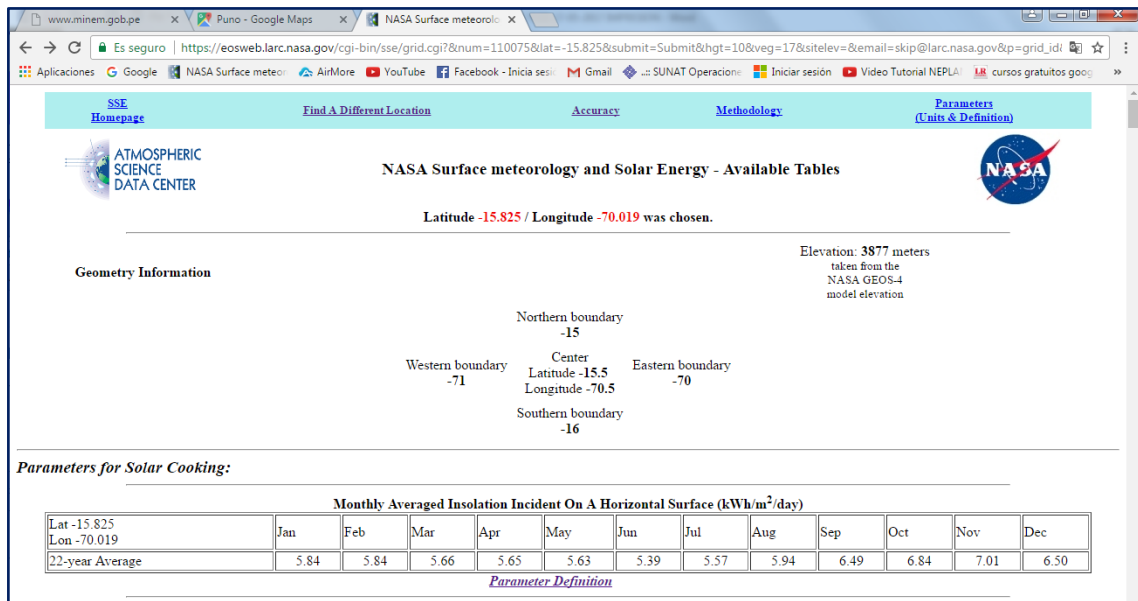 www.minem.gob.pe
Puno - Google Maps
NASA Surface meteorolo
Es seguro | https://eosweb.larc.nasa.gov/cgi-bin/sse/grid.cgi?&num=110075&lat=-15.825&submit=Submit&hgt=10&veg=17&sitelev=&email=skip@larc.nasa.gov&p=grid_id&
Aplicaciones G Google NASA Surface meteor AirMore YouTube Facebook - Inicia sesi Gmail ..:: SUNAT Operacione Iniciar sesión Video Tutorial NEPLA LR cursos gratuitos goog »
SSE
Homepage
Find A Different Location
Accuracy
Methodology
Parameters
(Units & Definition)
ATMOSPHERIC
SCIENCE
DATA CENTER
NASA Surface meteorology and Solar Energy - Available Tables
NASA
Latitude -15.825 / Longitude -70.019 was chosen.
Geometry Information
Elevation: 3877 meters
taken from the
NASA GEOS-4
model elevation
Northern boundary
-15
Western boundary
-71
Center
Latitude -15.5
Longitude -70.5
Eastern boundary
-70
Southern boundary
-16
Parameters for Solar Cooking:
Monthly Averaged Insolation Incident On A Horizontal Surface (kWh/m²/day)
Lat -15.825
Lon -70.019
Jan Feb Mar Apr May Jun Jul Aug Sep Oct Nov Dec
22-year Average 5.84 5.84 5.66 5.65 5.63 5.39 5.57 5.94 6.49 6.84 7.01 6.50
Parameter Definition